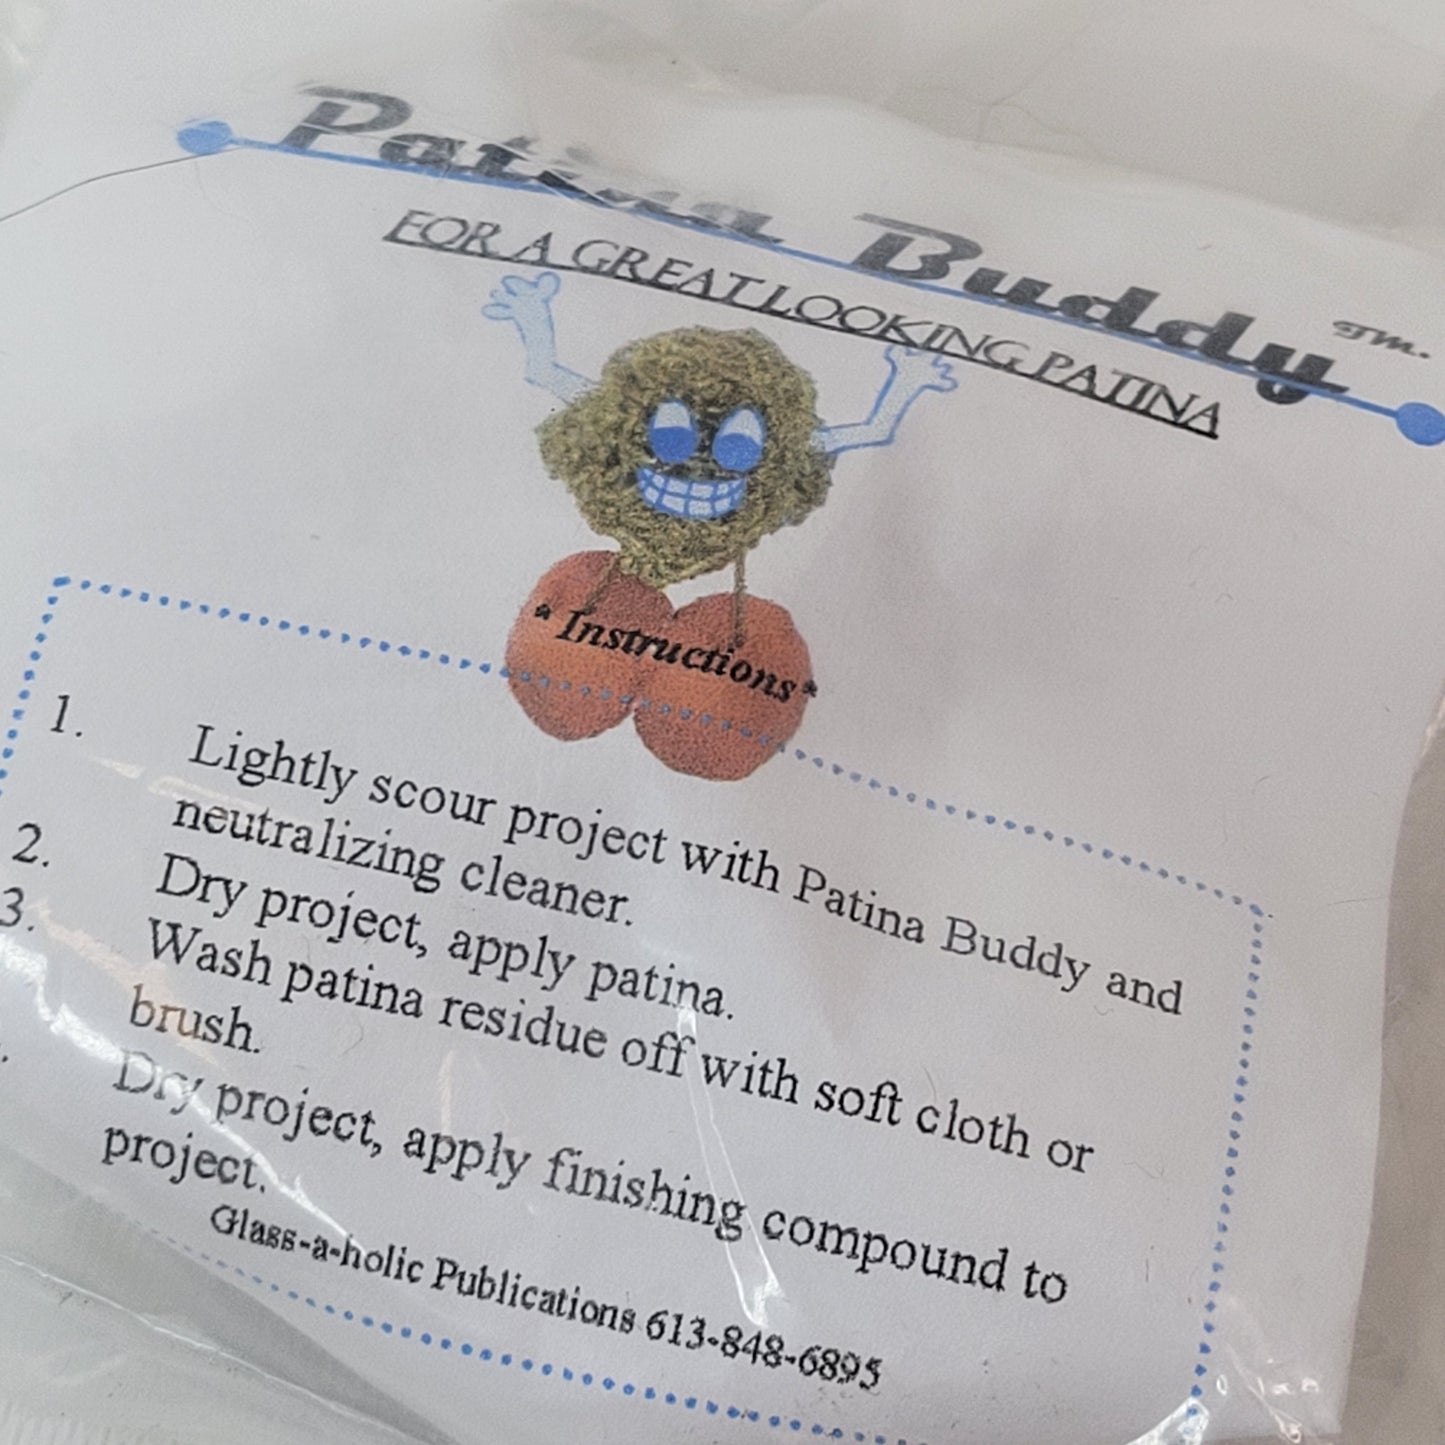 Patina Buddy TM.
FOR A GREAT LOOKING PATINA
* Instructions *
1. Lightly scour project with Patina Buddy and
neutralizing cleaner.
2. Dry project, apply patina.
3. Wash patina residue off with soft cloth or
brush.
. Dry project, apply finishing compound to
project.
Glass-a-holic Publications 613-848-6895